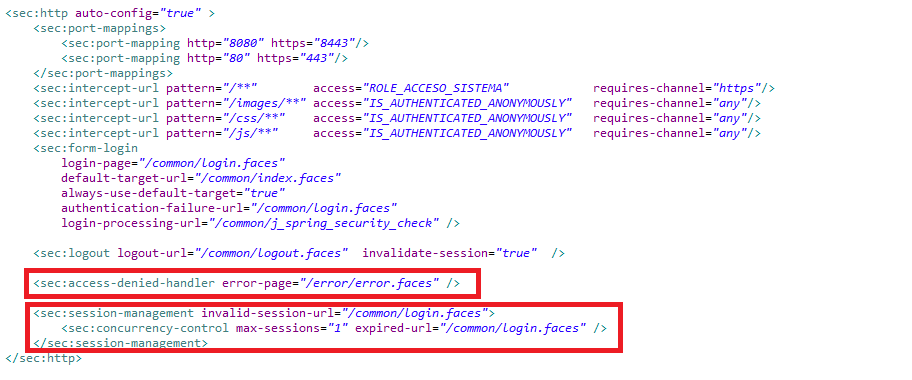 <sec:http auto-config="true" >
<sec:port-mappings>
<sec:port-mapping http="8080" https="8443"/>
<sec:port-mapping http="80" https="443"/>
</sec:port-mappings>
<sec:intercept-url pattern="/**" access="ROLE_ACCESO_SISTEMA" requires-channel="https"/>
<sec:intercept-url pattern="/images/**" access="IS_AUTHENTICATED_ANONYMOUSLY" requires-channel="any"/>
<sec:intercept-url pattern="/css/**" access="IS_AUTHENTICATED_ANONYMOUSLY" requires-channel="any"/>
<sec:intercept-url pattern="/js/**" access="IS_AUTHENTICATED_ANONYMOUSLY" requires-channel="any"/>
<sec:form-login
login-page="/common/login.faces"
default-target-url="/common/index.faces"
always-use-default-target="true"
authentication-failure-url="/common/login.faces"
login-processing-url="/common/j_spring_security_check" />
<sec:logout logout-url="/common/logout.faces" invalidate-session="true" />
<sec:access-denied-handler error-page="/error/error.faces" />
<sec:session-management invalid-session-url="/common/login.faces">
<sec:concurrency-control max-sessions="1" expired-url="/common/login.faces" />
</sec:session-management>
</sec:http>